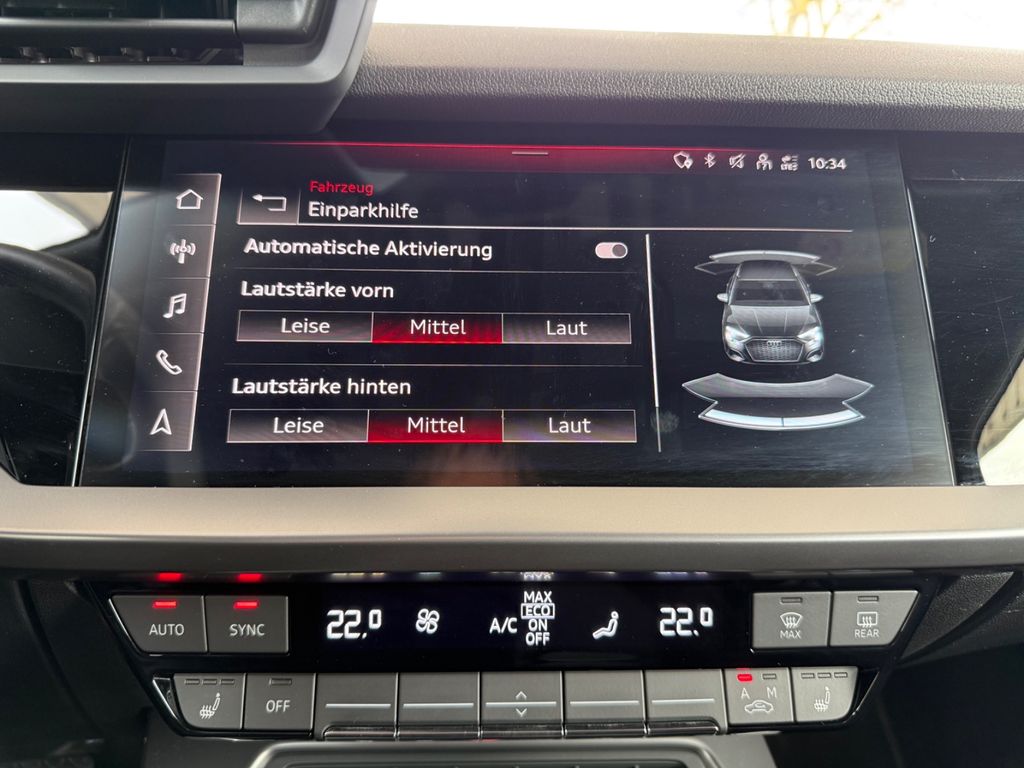 10:34
Fahrzeug
Einparkhilfe
Automatische Aktivierung
Lautstärke vorn
Leise Mittel Laut
Lautstärke hinten
Leise Mittel Laut
AUTO SYNC 22.0 A/C MAX ECO ON OFF 22.0 MAX REAR
OFF A M